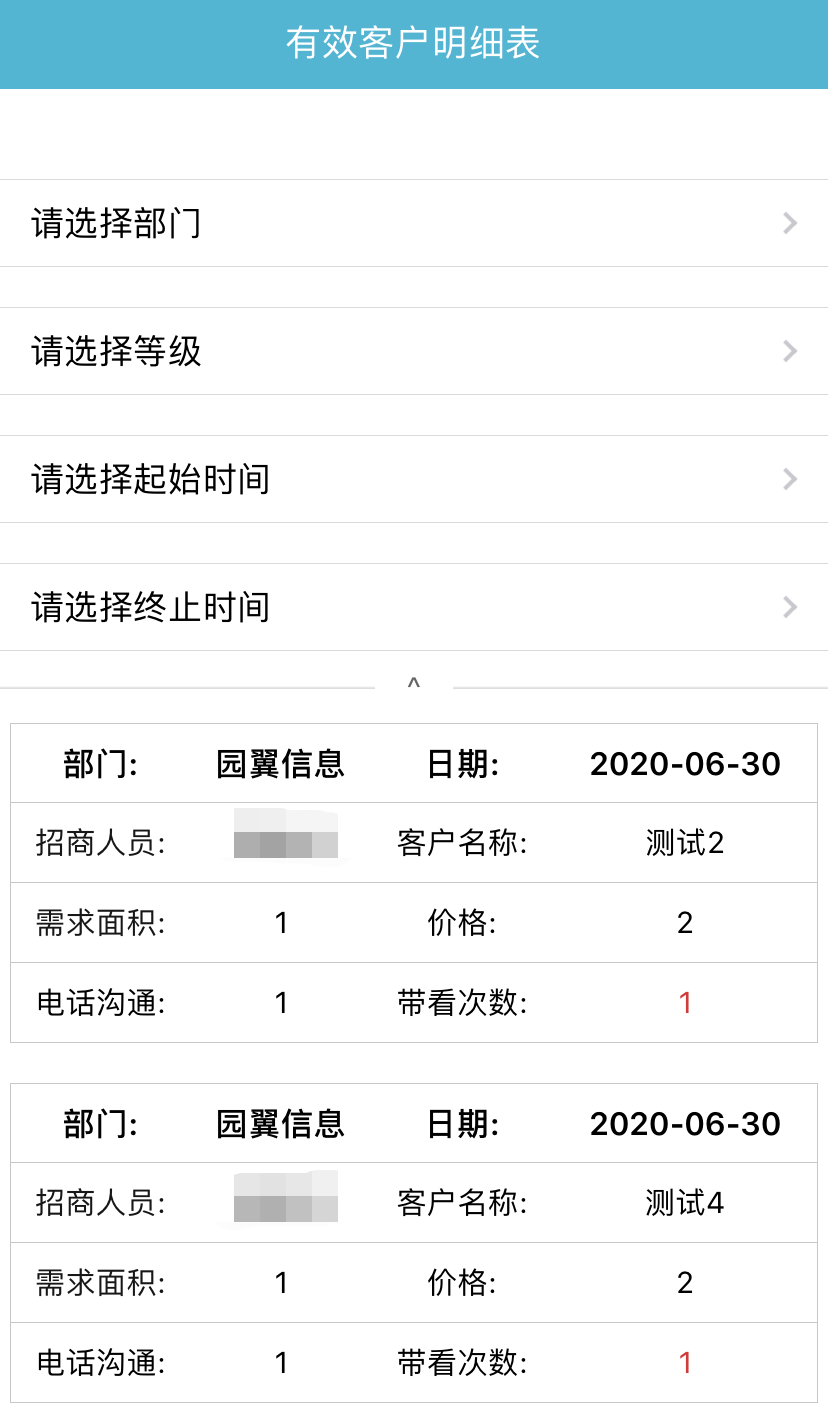 有效客户明细表
请选择部门
请选择等级
请选择起始时间
请选择终止时间
部门: 园翼信息 日期: 2020-06-30
招商人员: 客户名称: 测试2
需求面积: 1 价格: 2
电话沟通: 1 带看次数: 1
部门: 园翼信息 日期: 2020-06-30
招商人员: 客户名称: 测试4
需求面积: 1 价格: 2
电话沟通: 1 带看次数: 1